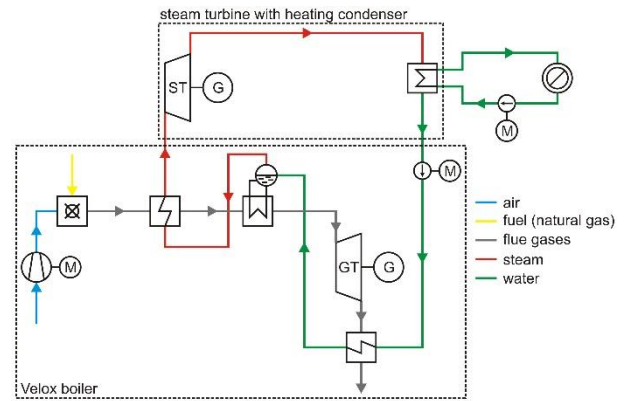 steam turbine with heating condenser
ST
G
M
M
air
fuel (natural gas)
flue gases
steam
water
M
GT
G
Velox boiler